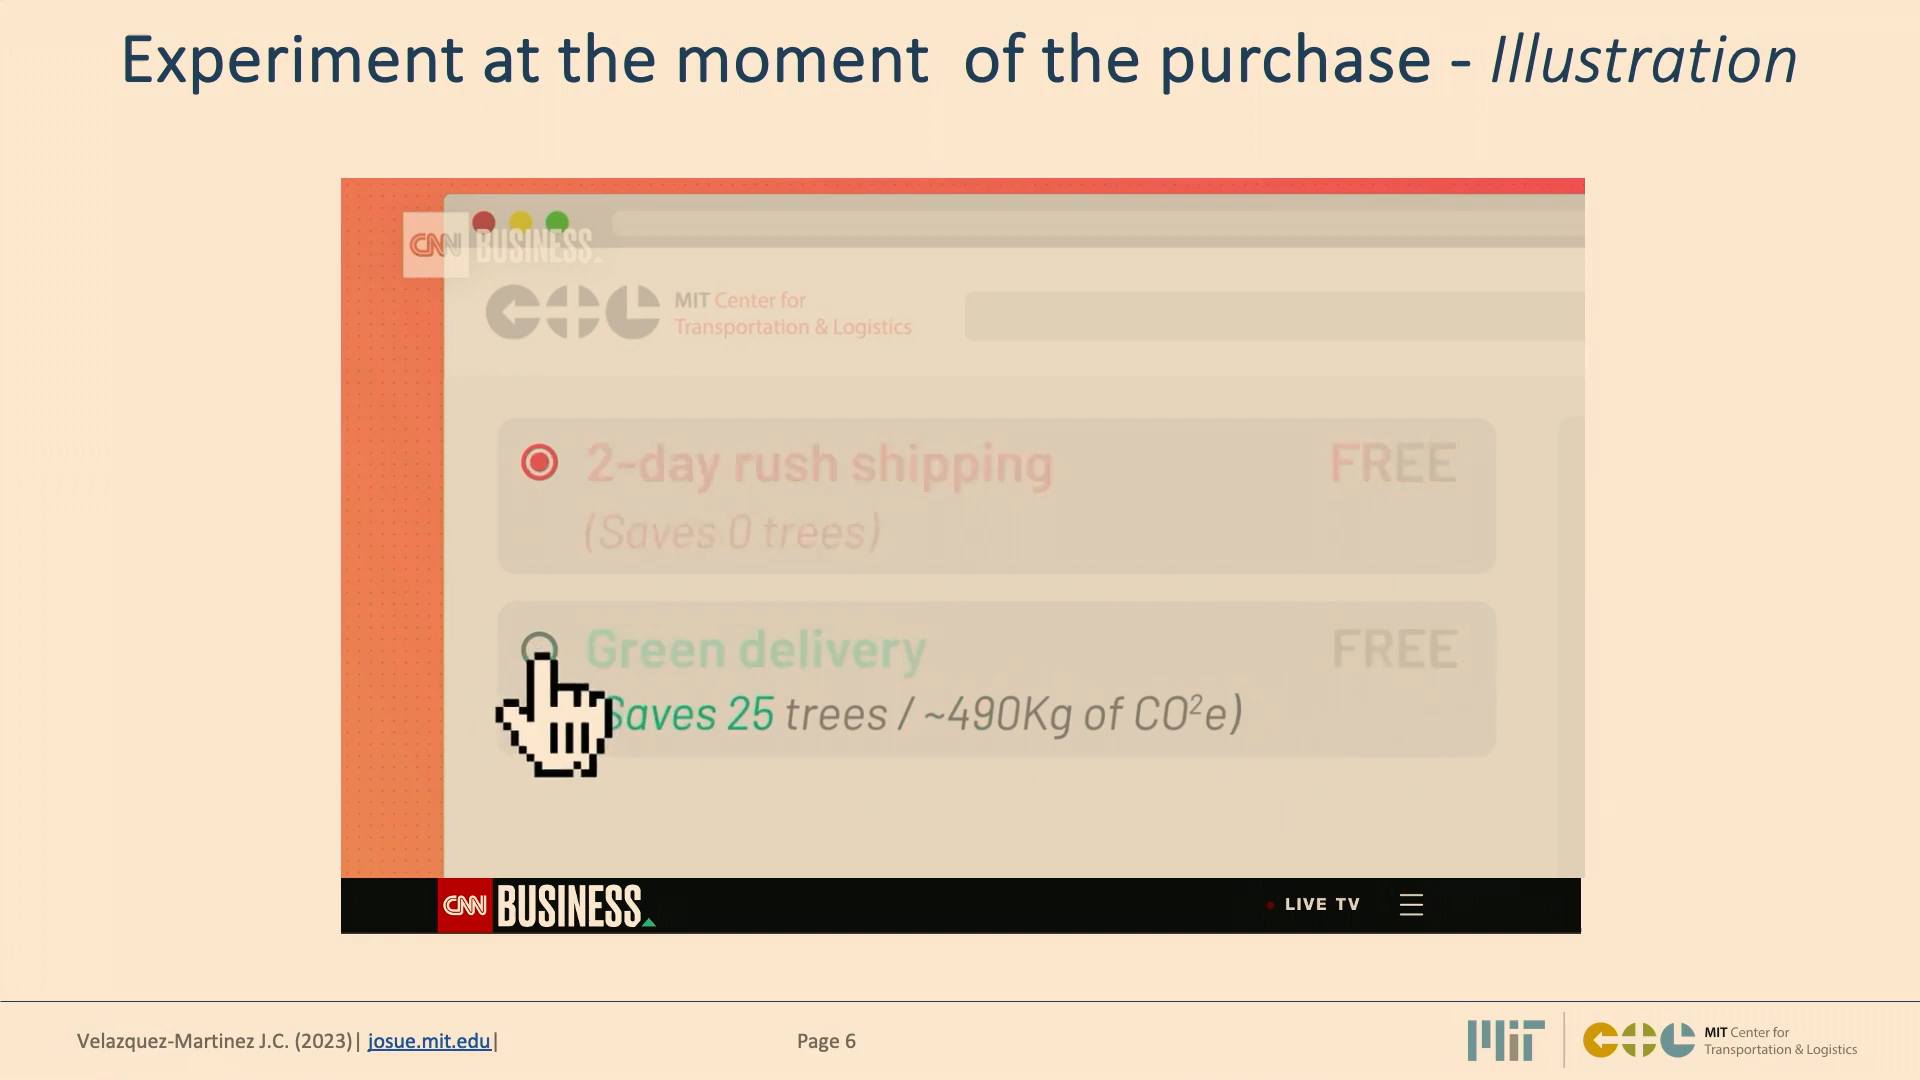 Experiment at the moment of the purchase - Illustration
CNN BUSINESS
MIT Center for
Transportation & Logistics
2-day rush shipping FREE
(Saves 0 trees)
Green delivery FREE
Saves 25 trees / ~490Kg of CO²e)
CNN BUSINESS
LIVE TV
Velazquez-Martinez J.C. (2023)| josue.mit.edu|
Page 6
MIT
MIT Center for
Transportation & Logistics